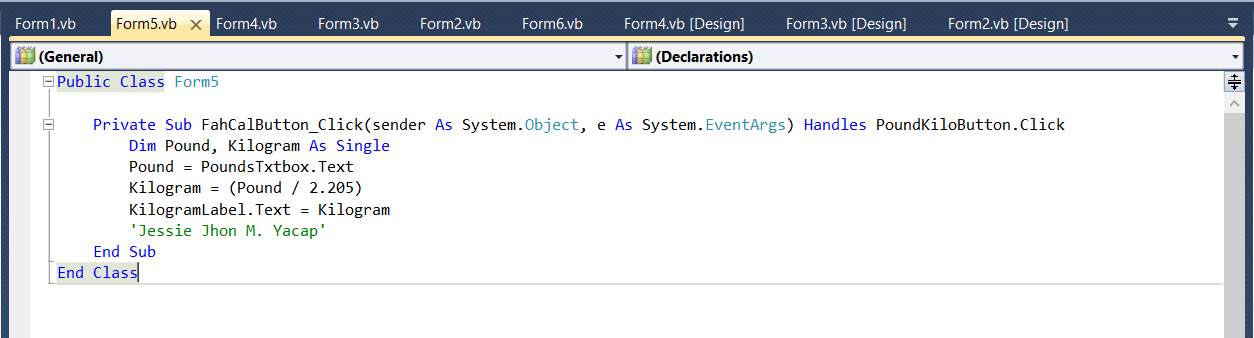 Form1.vb Form5.vb Form4.vb Form3.vb Form2.vb Form6.vb Form4.vb [Design] Form3.vb [Design] Form2.vb [Design]
(General) (Declarations)
Public Class Form5
Private Sub FahCalButton_Click(sender As System.Object, e As System.EventArgs) Handles PoundKiloButton.Click
Dim Pound, Kilogram As Single
Pound = PoundsTxtbox.Text
Kilogram = (Pound / 2.205)
KilogramLabel.Text = Kilogram
'Jessie Jhon M. Yacap'
End Sub
End Class